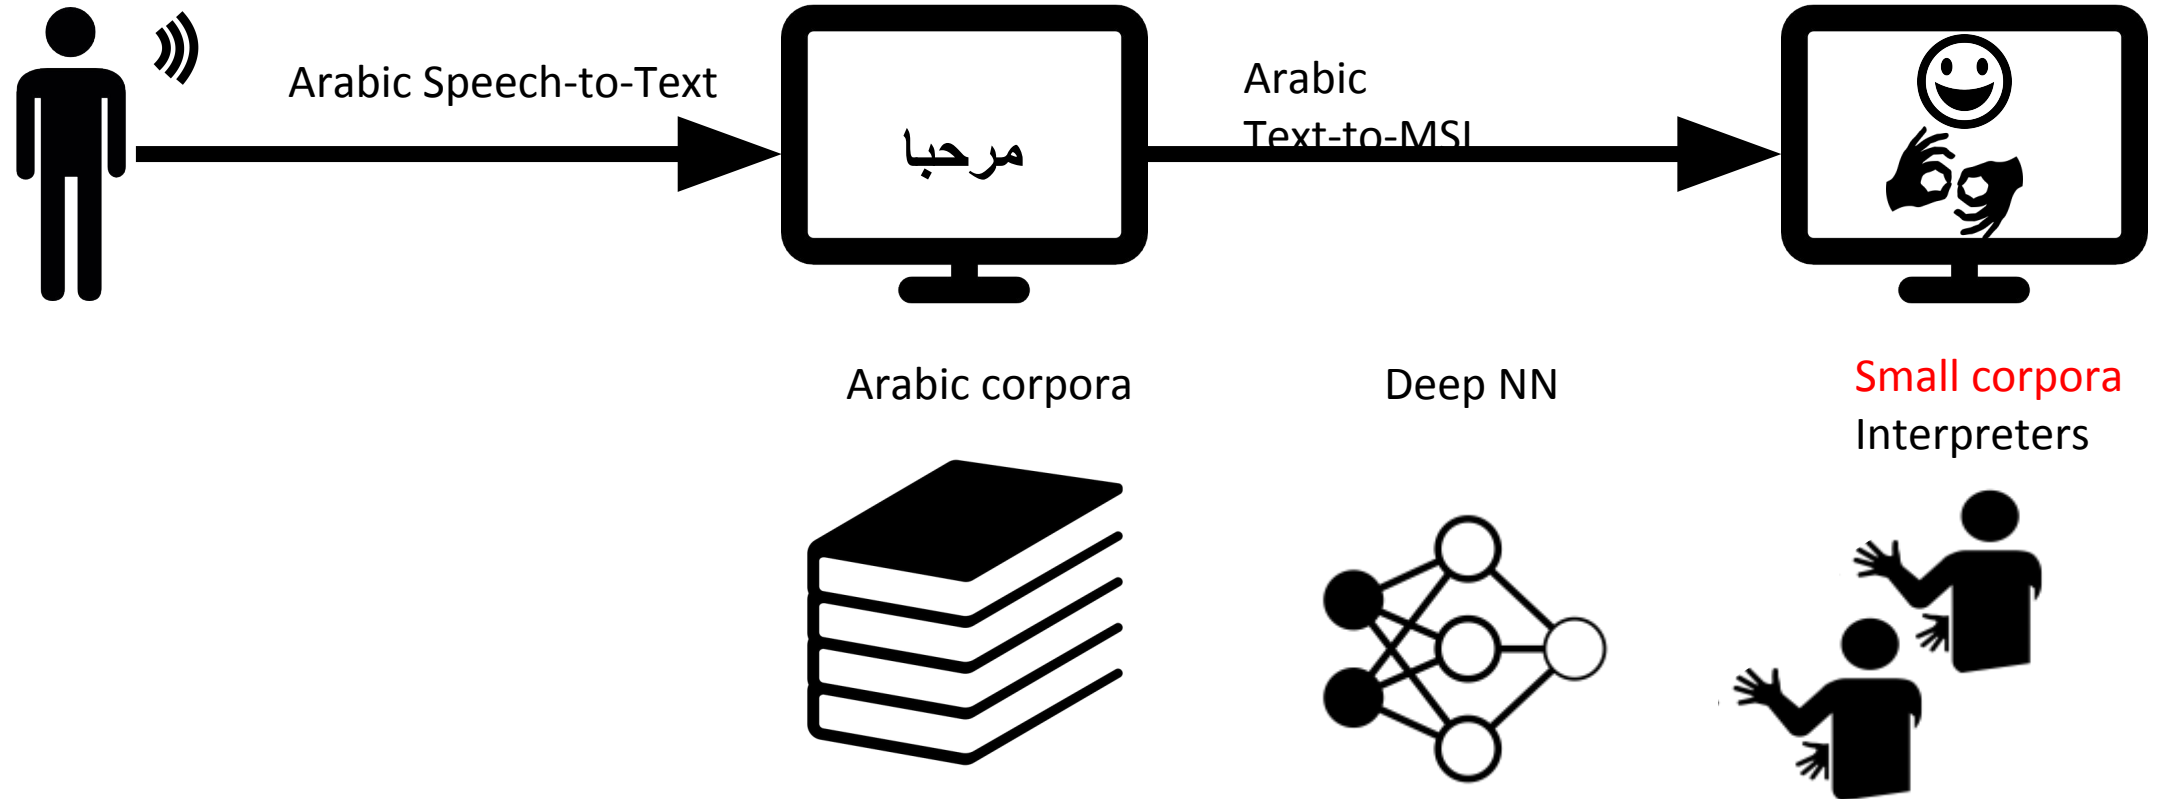 Arabic Speech-to-Text
مرحبا
Arabic
Text-to-MSL
Arabic corpora
Deep NN
Small corpora
Interpreters